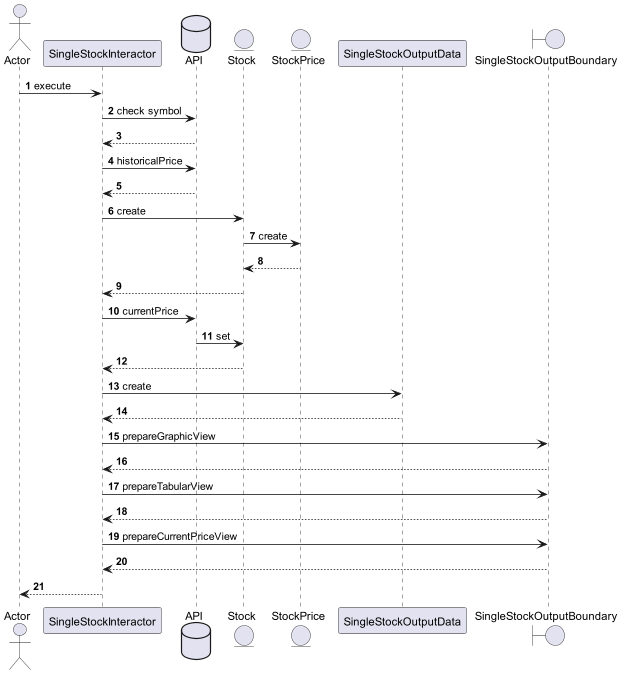 Actor SingleStockInteractor API Stock StockPrice SingleStockOutputData SingleStockOutputBoundary
1 execute
2 check symbol
3
4 historicalPrice
5
6 create
7 create
8
9
10 currentPrice
11 set
12
13 create
14
15 prepareGraphicView
16
17 prepareTabularView
18
19 prepareCurrentPriceView
20
21
Actor SingleStockInteractor API Stock StockPrice SingleStockOutputData SingleStockOutputBoundary